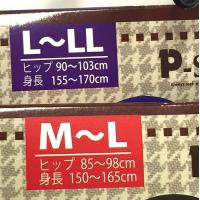 L～LL
ヒップ 90～103cm
身長 155～170cm
P.S
M～L
ヒップ 85～98cm
身長 150～165cm